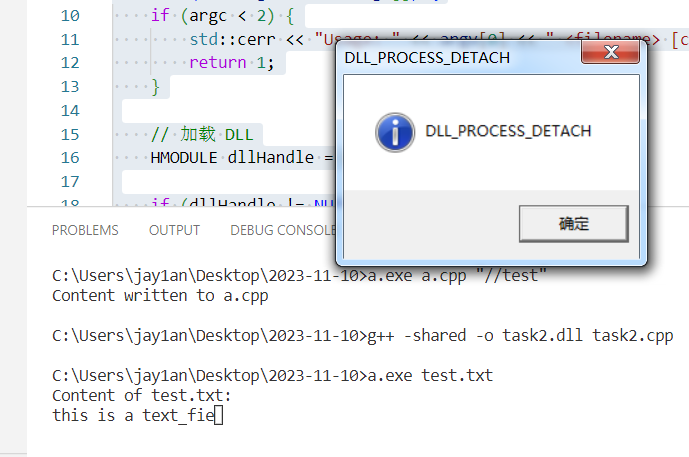 10 if (argc < 2) {
11 std::cerr << "Usage: " << argv[0] << " <filename> [c
12 return 1;
13 }
14
15 // 加载 DLL
16 HMODULE dllHandle =
17
18 if (dllHandle != NU
DLL_PROCESS_DETACH
DLL_PROCESS_DETACH
确定
PROBLEMS OUTPUT DEBUG CONSOLE
C:\Users\jay1an\Desktop\2023-11-10>a.exe a.cpp "//test"
Content written to a.cpp
C:\Users\jay1an\Desktop\2023-11-10>g++ -shared -o task2.dll task2.cpp
C:\Users\jay1an\Desktop\2023-11-10>a.exe test.txt
Content of test.txt:
this is a text_fie